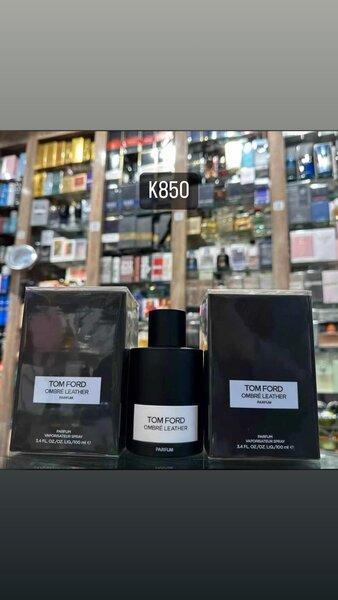 K850
TOM FORD
OMBRÉ LEATHER
PARFUM
PARFUM
VAPORISATEUR SPRAY
3.4 FL. OZ./OZ. LIQ./100 ml e
TOM FORD
OMBRÉ LEATHER
PARFUM
TOM FORD
OMBRÉ LEATHER
PARFUM
PARFUM
VAPORISATEUR SPRAY
3.4 FL. OZ./OZ. LIQ./100 ml e